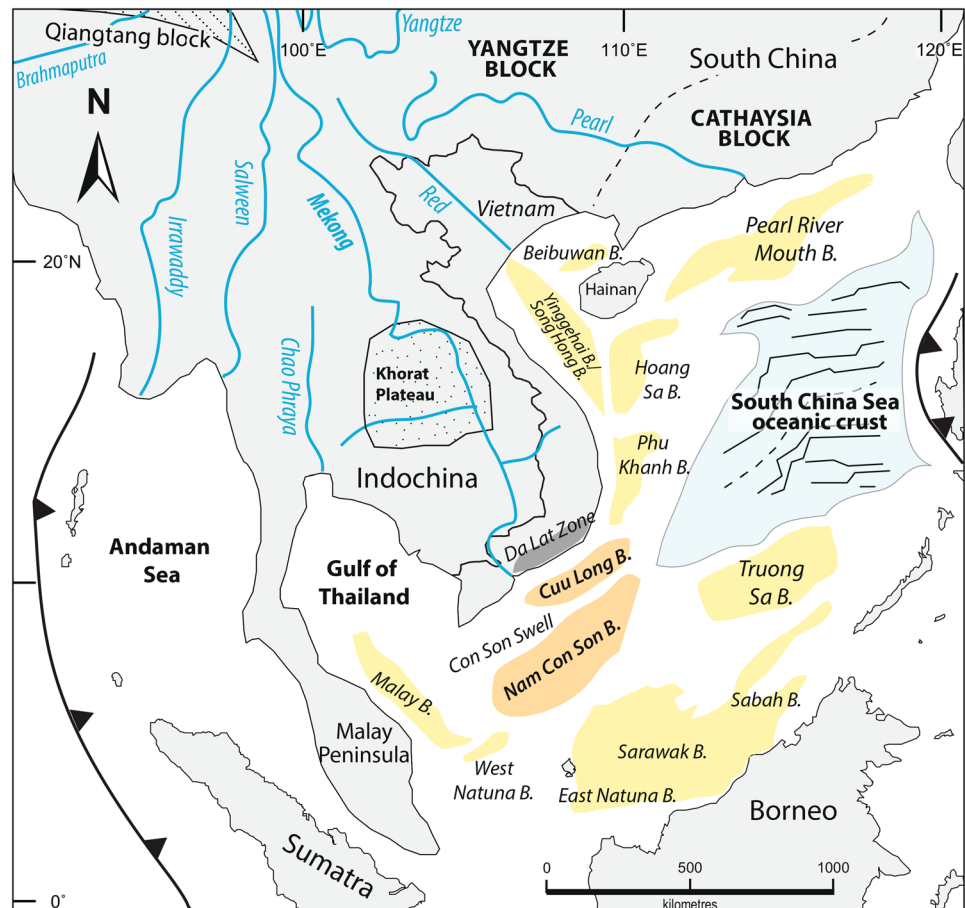 Qiangtang block
Brahmaputra
100°E
Yangtze
YANGTZE
BLOCK
110°E
South China
120°E
CATHAYSIA
BLOCK
N
Pearl
Salween
Irrawaddy
Mekong
Red
Vietnam
Pearl River
Mouth B.
Beibuwan B.
20°N
Hainan
Yinggehai B./
Song Hong B.
Chao Phraya
Khorat
Plateau
Hoang
Sa B.
South China Sea
oceanic crust
Phu
Khanh B.
Indochina
Da Lat Zone
Andaman
Sea
Gulf of
Thailand
Cuu Long B.
Truong
Sa B.
Con Son Swell
Nam Con Son B.
Malay B.
Sabah B.
Malay
Peninsula
Sarawak B.
West
Natuna B.
East Natuna B.
Borneo
Sumatra
0
500
1000
kilometres
0°